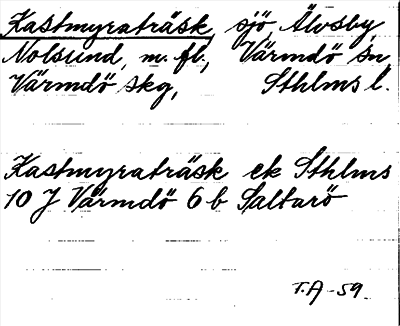 Kastmyraträsk, sjö, Älvsby,
Nolsund, m. fl., Värmdö sn,
Värmdö skg, Sthlms l.
Kastmyraträsk ek Sthlms
10 J Värmdö 6 b Saltarö
T.A -59